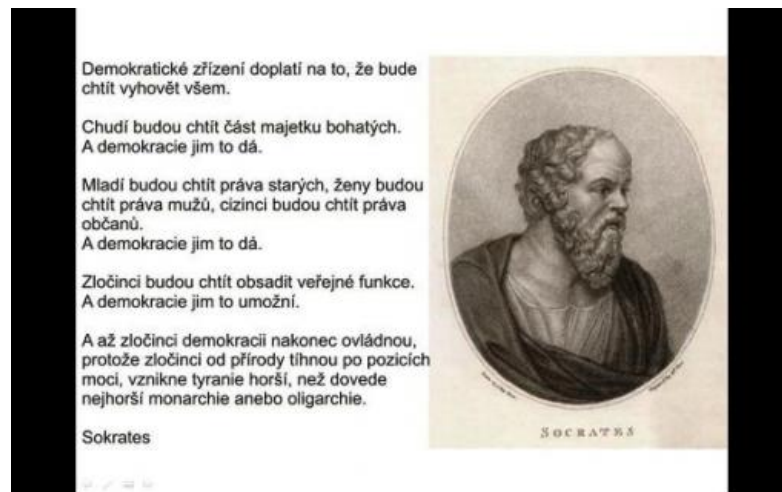 Demokratické zřízení doplatí na to, že bude
chtít vyhovět všem.
Chudí budou chtít část majetku bohatých.
A demokracie jim to dá.
Mladí budou chtít práva starých, ženy budou
chtít práva mužů, cizinci budou chtít práva
občanů.
A demokracie jim to dá.
Zločinci budou chtít obsadit veřejné funkce.
A demokracie jim to umožní.
A až zločinci demokracii nakonec ovládnou,
protože zločinci od přírody tíhnou po pozicích
moci, vznikne tyranie horší, než dovede
nejhorší monarchie anebo oligarchie.
Sokrates
SOCRATES